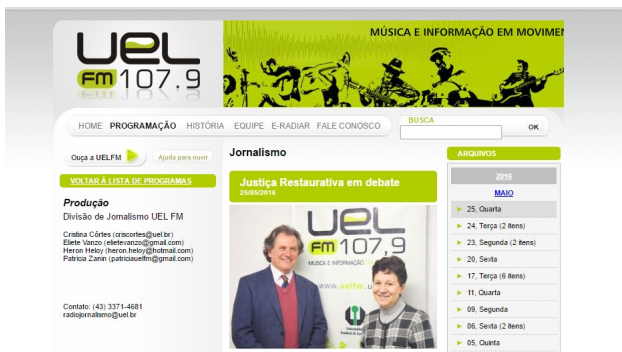 UEL
FM 107.9
MÚSICA E INFORMAÇÃO EM MOVIMEN
HOME PROGRAMAÇÃO HISTÓRIA EQUIPE E-RADIAR FALE CONOSCO
BUSCA
OK
Ouça a UELFM
Ajuda para ouvir
VOLTAR À LISTA DE PROGRAMAS
Produção
Divisão de Jornalismo UEL FM
Cristina Côrtes (criscortes@uel.br)
Eliete Vanzo (elietevanzo@gmail.com)
Heron Heloy (heron.heloy@hotmail.com)
Patricia Zanin (patriciauelfm@gmail.com)
Contato: (43) 3371-4681
radiojornalismo@uel.br
Jornalismo
Justiça Restaurativa em debate
25/05/2016
UEL
FM 107,9
MÚSICA E INFORMAÇÃO
www.uelfm.u
Universidade
ARQUIVOS
2016
MAIO
25, Quarta
24, Terça (2 itens)
23, Segunda (2 itens)
20, Sexta
17, Terça (6 itens)
11, Quarta
09, Segunda
06, Sexta (2 itens)
05, Quinta